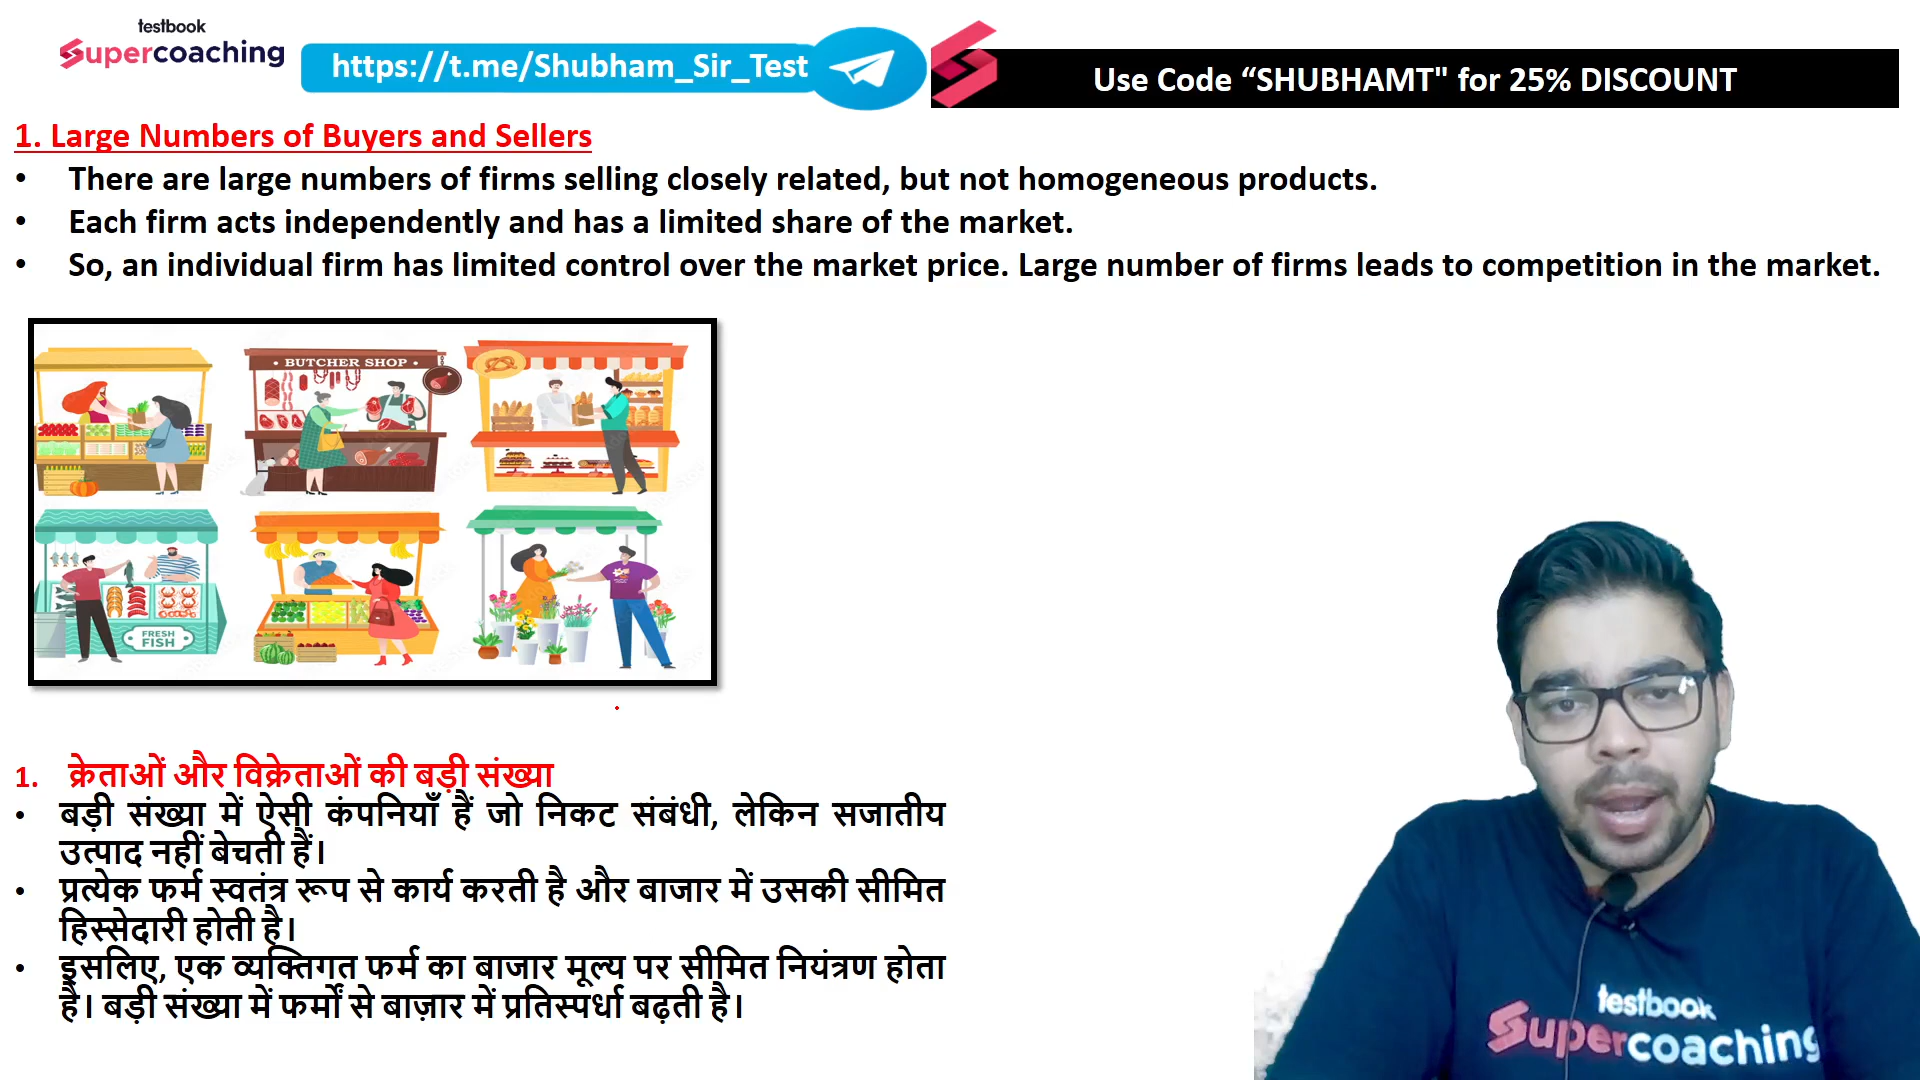 testbook
Supercoaching
https://t.me/Shubham_Sir_Test
Use Code “SHUBHAMT" for 25% DISCOUNT
1. Large Numbers of Buyers and Sellers
• There are large numbers of firms selling closely related, but not homogeneous products.
• Each firm acts independently and has a limited share of the market.
• So, an individual firm has limited control over the market price. Large number of firms leads to competition in the market.
• BUTCHER SHOP •
FRESH
FISH
1. क्रेताओं और विक्रेताओं की बड़ी संख्या
• बड़ी संख्या में ऐसी कंपनियाँ हैं जो निकट संबंधी, लेकिन सजातीय
उत्पाद नहीं बेचती हैं।
• प्रत्येक फर्म स्वतंत्र रूप से कार्य करती है और बाजार में उसकी सीमित
हिस्सेदारी होती है।
• इसलिए, एक व्यक्तिगत फर्म का बाजार मूल्य पर सीमित नियंत्रण होता
है। बड़ी संख्या में फर्मों से बाज़ार में प्रतिस्पर्धा बढ़ती है।
testbook
Supercoaching